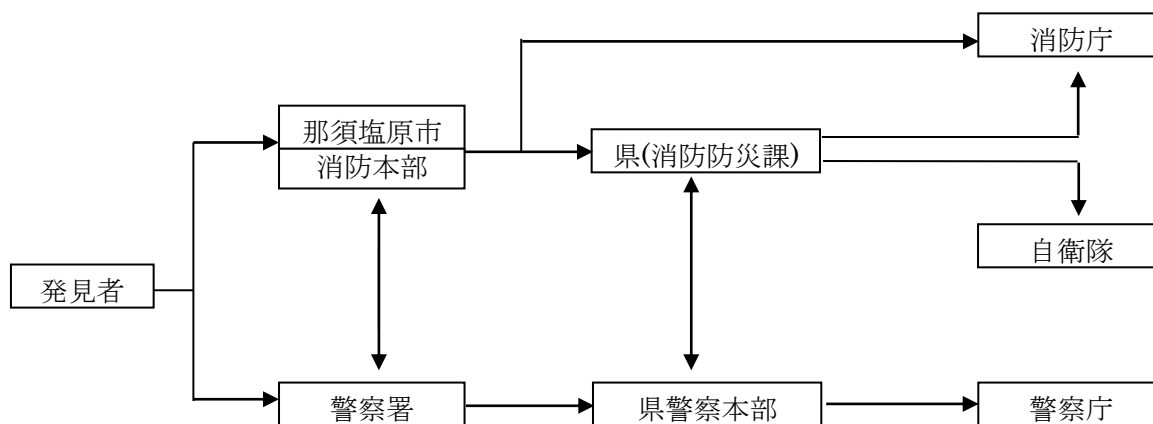 消防庁
那須塩原市
消防本部
県(消防防災課)
自衛隊
発見者
警察署
県警察本部
警察庁